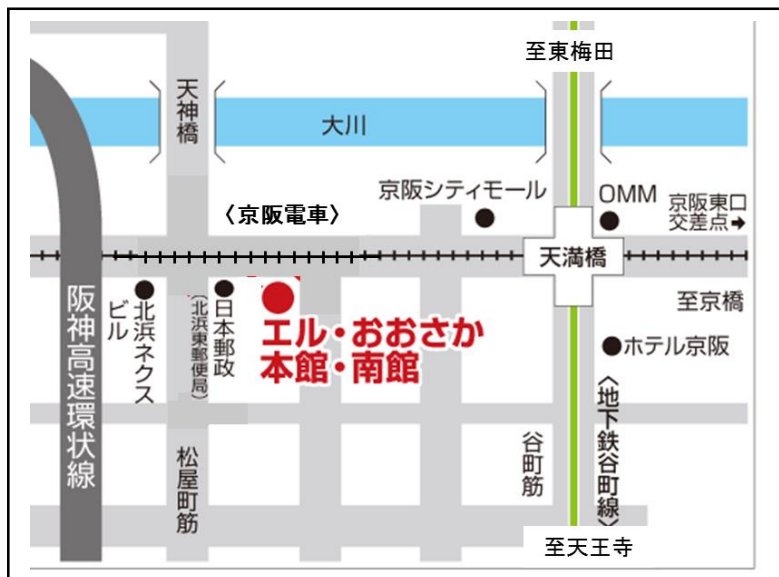 至東梅田
天神橋
大川
京阪シティモール
OMM
京阪東口
交差点➡
〈京阪電車〉
天満橋
至京橋
阪神高速環状線
北浜ネクス
ビル
日本郵政
(北浜東郵便局)
エル・おおさか
本館・南館
ホテル京阪
〈地下鉄谷町線〉
谷町筋
松屋町筋
至天王寺